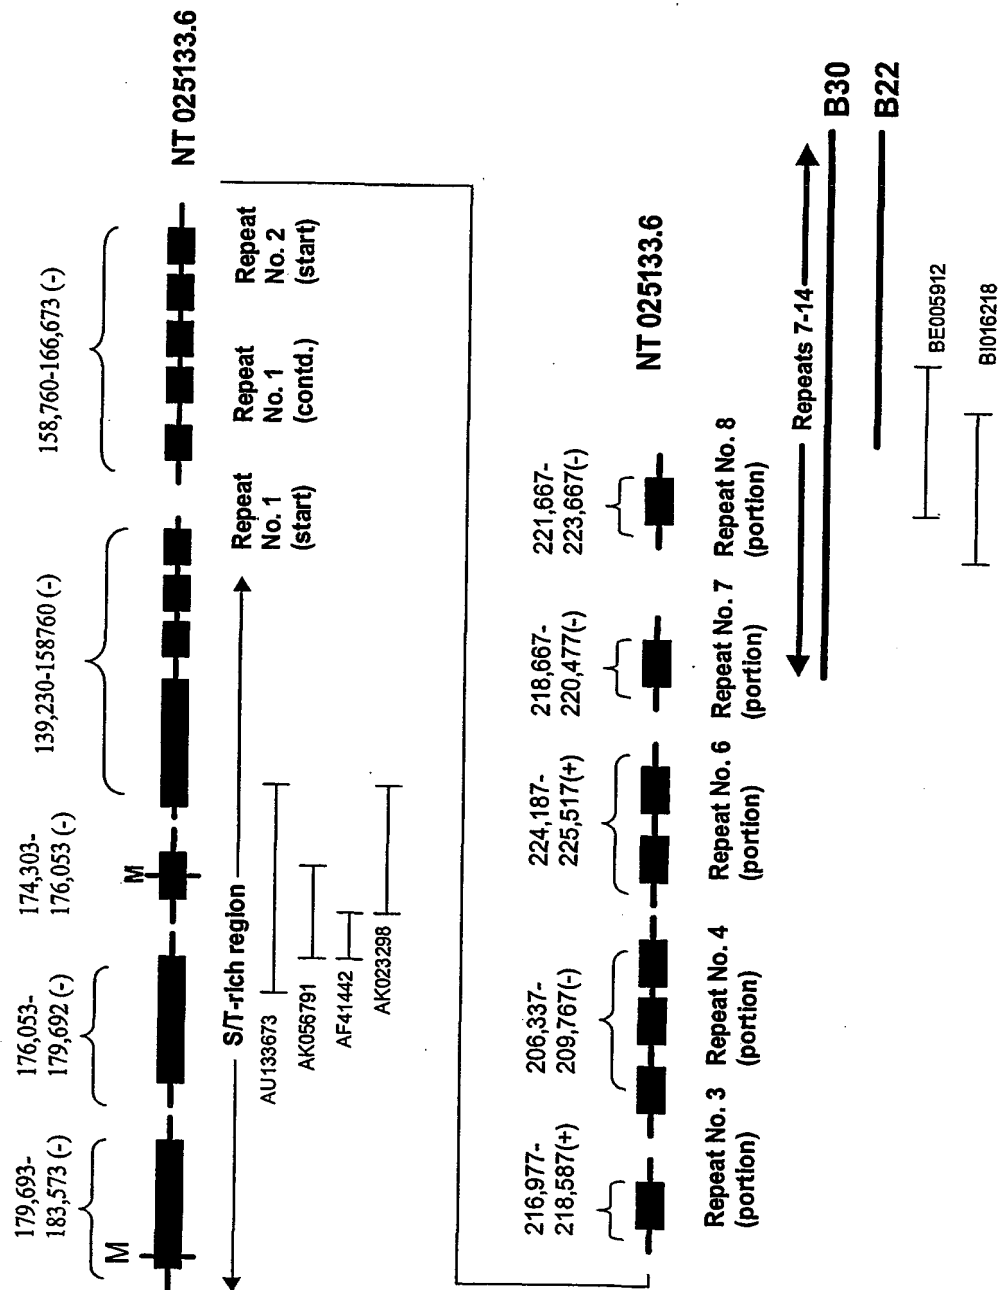 179,693-
183,573 (-)
176,053-
179,692 (-)
174,303-
176,053 (-)
139,230-158760 (-)
158,760-166,673 (-)
M
M
NT 025133.6
S/T-rich region
Repeat
No. 1
(start)
Repeat
No. 1
(contd.)
Repeat
No. 2
(start)
AU133673
AK056791
AF41442
AK023298
216,977-
218,587(+)
206,337-
209,767(-)
224,187-
225,517(+)
218,667-
220,477(-)
221,667-
223,667(-)
NT 025133.6
Repeat No. 3
(portion)
Repeat No. 4
(portion)
Repeat No. 6
(portion)
Repeat No. 7
(portion)
Repeat No. 8
(portion)
Repeats 7-14
B30
B22
BE005912
BI016218